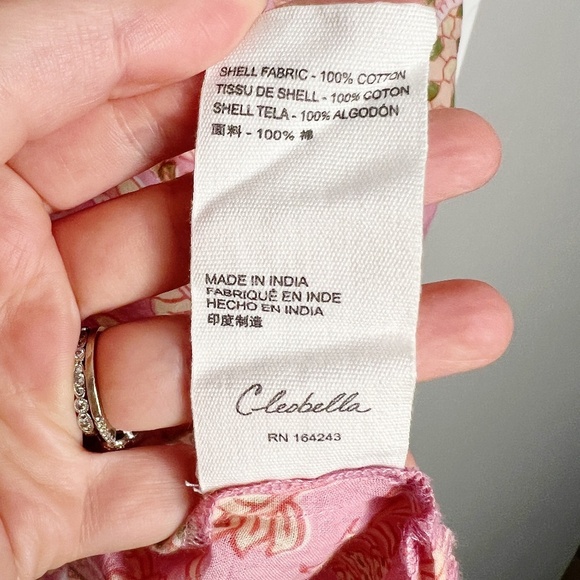 SHELL FABRIC - 100% COTTON
TISSU DE SHELL - 100% COTON
SHELL TELA - 100% ALGODÓN
面料 - 100% 棉
MADE IN INDIA
FABRIQUÉ EN INDE
HECHO EN INDIA
印度制造
Cleobella
RN 164243